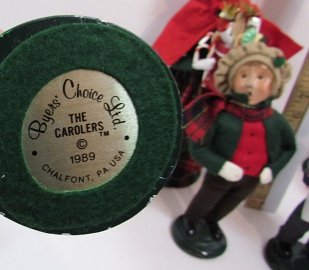 Byers' Choice Ltd.
THE
CAROLERS™
©
1989
CHALFONT, PA. USA